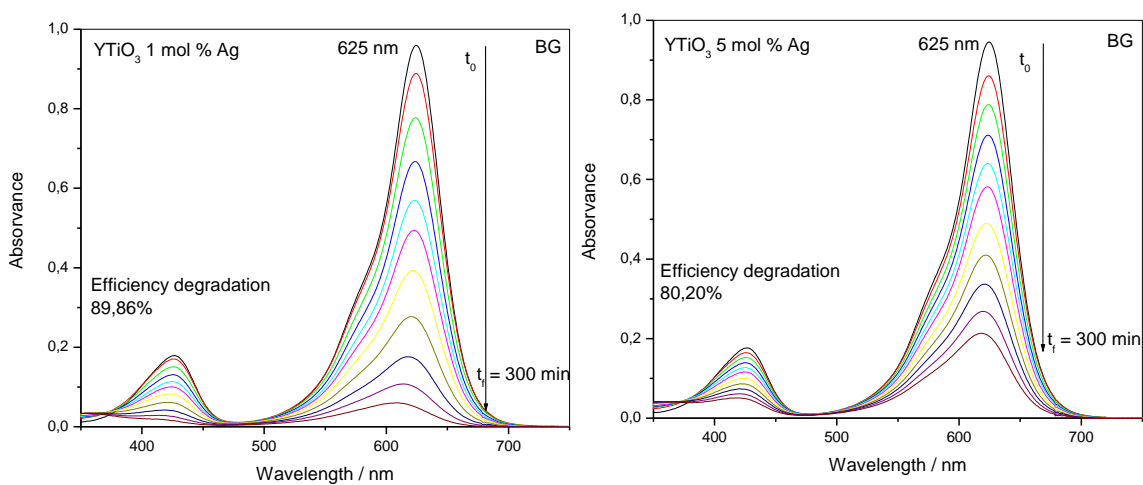 YTiO₃ 1 mol % Ag
625 nm
BG
t₀
Efficiency degradation
89,86%
t_f = 300 min
1,0
0,8
0,6
0,4
0,2
0,0
400
500
600
700
Absorvance
Wavelength / nm
YTiO₃ 5 mol % Ag
625 nm
BG
t₀
Efficiency degradation
80,20%
t_f = 300 min
1,0
0,8
0,6
0,4
0,2
0,0
400
500
600
700
Absorvance
Wavelength / nm